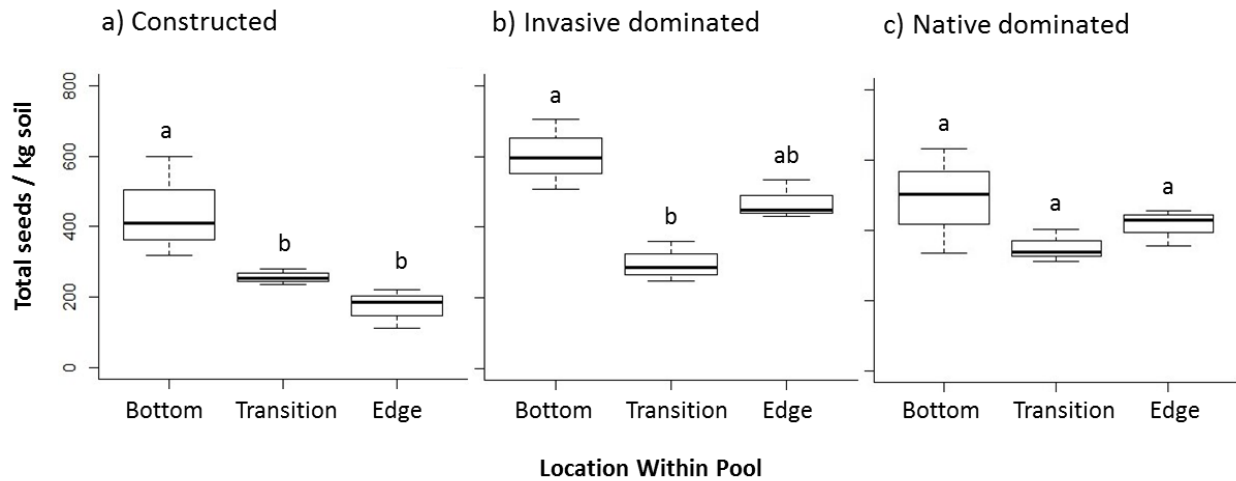 a) Constructed
b) Invasive dominated
c) Native dominated
Total seeds / kg soil
800
600
400
200
0
a
b
b
a
b
ab
a
a
a
Bottom Transition Edge
Bottom Transition Edge
Bottom Transition Edge
Location Within Pool